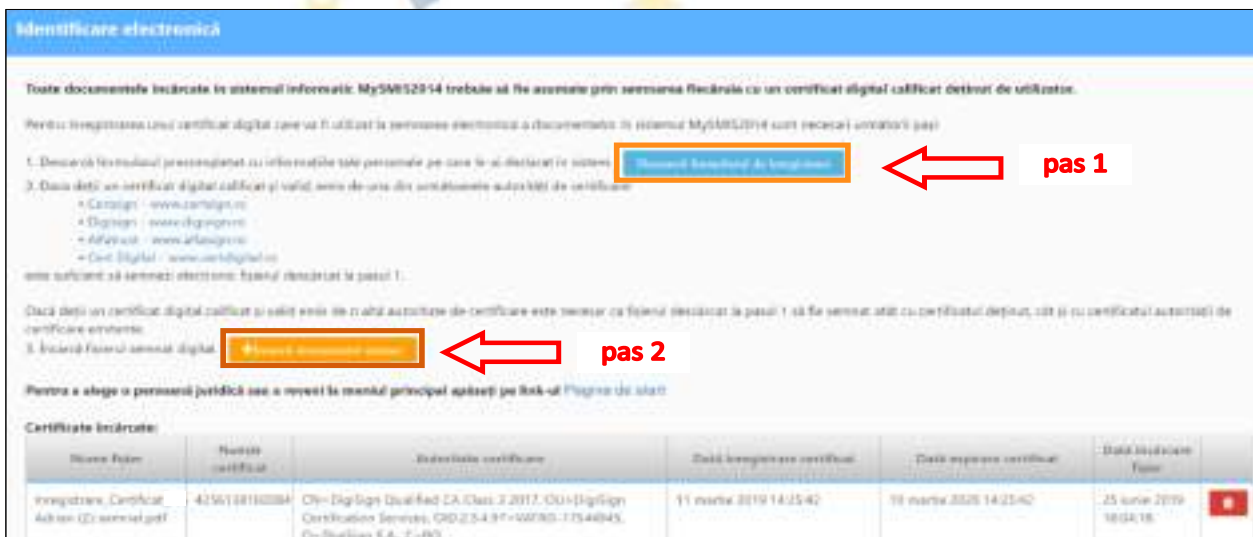 Identificare electronică
Toate documentele încărcate în sistemul informatic MySMIS2014 trebuie să fie asumate prin semnarea fiecăruia cu un certificat digital calificat deținut de utilizator.
Pentru înregistrarea unui certificat digital care va fi utilizat la semnarea electronică a documentelor în sistemul MySMIS2014 sunt necesari următorii pași
1. Descarcă formularul precompletat cu informațiile tale personale pe care le-ai declarat în sistem
pas 1
certificat digital calificat și valid, emis de una din următoarele autorități de certificare:
• Certsign - www.certsign.ro
• Digisign - www.digisign.ro
• Alfatrust - www.alfasign.ro
• Cert Digital - www.certdigital.ro
este suficient să semnezi electronic fișierul descărcat la pasul 1.
Dacă deții un certificat digital calificat și valid emis de o altă autoritate de certificare este necesar ca fișierul descărcat la pasul 1 să fie semnat atât cu certificatul deținut, cât și cu certificatul autorității de
certificare emitente.
3. Încarcă fișierul semnat digital
pas 2
Pentru a alege o persoană juridică sau a reveni la meniul principal apăsați pe link-ul Pagina de start
Certificate încărcate:
Nume fișier
Număr certificat
Autoritate certificare
Dată înregistrare certificat
Dată expirare certificat
Dată încărcare fișier
Adrian (2) semnat.pdf
CN=DigiSign Qualified CA Class 3 2017, OU=DigiSign
Certification Services,
11 martie 2019 14:25:42
10 martie 2020 14:25:42
25 iunie 2019